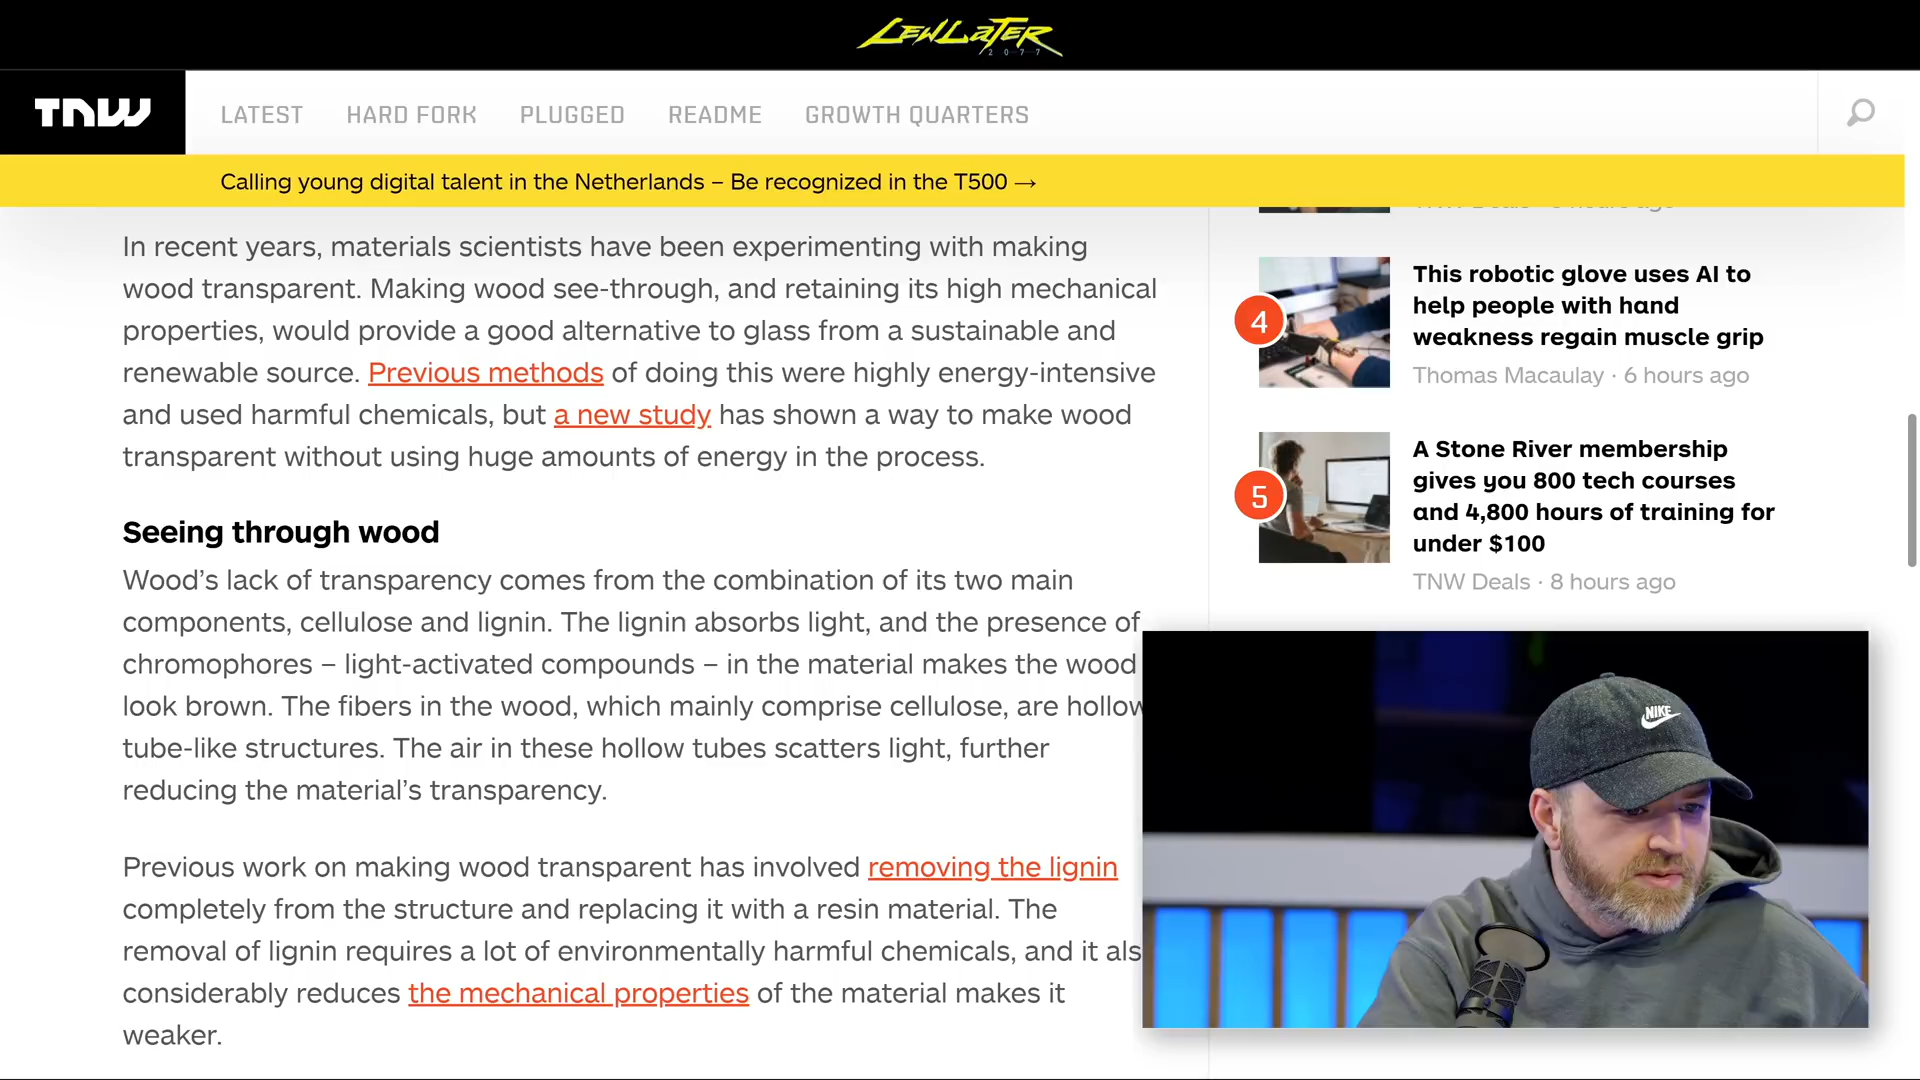 LEWLATER
2077
TNW
LATEST
HARD FORK
PLUGGED
README
GROWTH QUARTERS
Calling young digital talent in the Netherlands – Be recognized in the T500 →
In recent years, materials scientists have been experimenting with making
wood transparent. Making wood see-through, and retaining its high mechanical
properties, would provide a good alternative to glass from a sustainable and
renewable source. Previous methods of doing this were highly energy-intensive
and used harmful chemicals, but a new study has shown a way to make wood
transparent without using huge amounts of energy in the process.
Seeing through wood
Wood’s lack of transparency comes from the combination of its two main
components, cellulose and lignin. The lignin absorbs light, and the presence of
chromophores – light-activated compounds – in the material makes the wood
look brown. The fibers in the wood, which mainly comprise cellulose, are hollow
tube-like structures. The air in these hollow tubes scatters light, further
reducing the material’s transparency.
Previous work on making wood transparent has involved removing the lignin
completely from the structure and replacing it with a resin material. The
removal of lignin requires a lot of environmentally harmful chemicals, and it als
considerably reduces the mechanical properties of the material makes it
weaker.
4
This robotic glove uses AI to
help people with hand
weakness regain muscle grip
Thomas Macaulay · 6 hours ago
5
A Stone River membership
gives you 800 tech courses
and 4,800 hours of training for
under $100
TNW Deals · 8 hours ago
NIKE